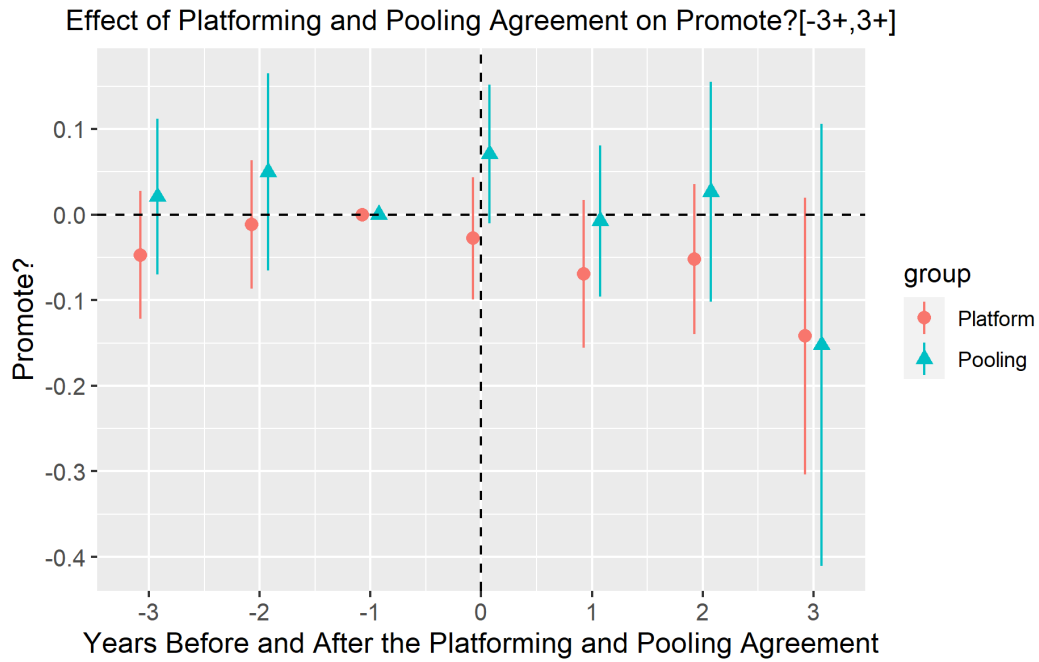 Effect of Platforming and Pooling Agreement on Promote?[-3+,3+]
Promote?
0.1
0.0
-0.1
-0.2
-0.3
-0.4
-3 -2 -1 0 1 2 3
Years Before and After the Platforming and Pooling Agreement
group
Platform
Pooling